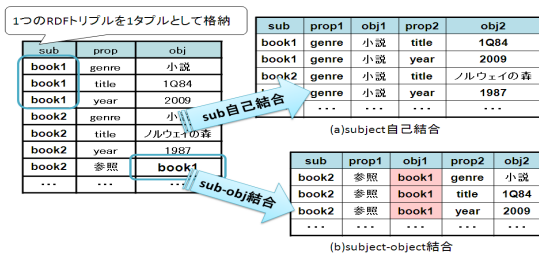 1つのRDFトリプルを1タプルとして格納
sub prop obj
book1 genre 小説
book1 title 1Q84
book1 year 2009
book2 genre 小
book2 title ノルウェイの森
book2 year 1987
book2 参照 book1
・・・ ・・・ ・・・
sub自己結合
sub-obj結合
sub prop1 obj1 prop2 obj2
book1 genre 小説 title 1Q84
book1 genre 小説 year 2009
book2 genre 小説 title ノルウェイの森
genre 小説 year 1987
・・・ ・・・ ・・・ ・・・
(a)subject自己結合
sub prop1 obj1 prop2 obj2
book2 参照 book1 genre 小説
book2 参照 book1 title 1Q84
book2 参照 book1 year 2009
・・・ ・・・ ・・・ ・・・
(b)subject-object結合